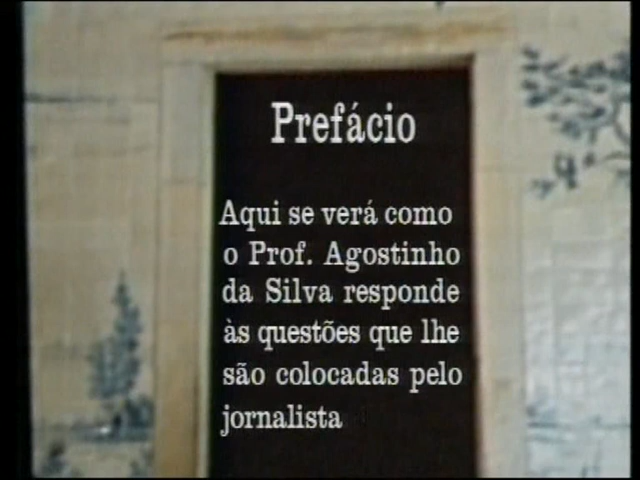 Prefácio
Aqui se verá como
o Prof. Agostinho
da Silva responde
às questões que lhe
são colocadas pelo
jornalista